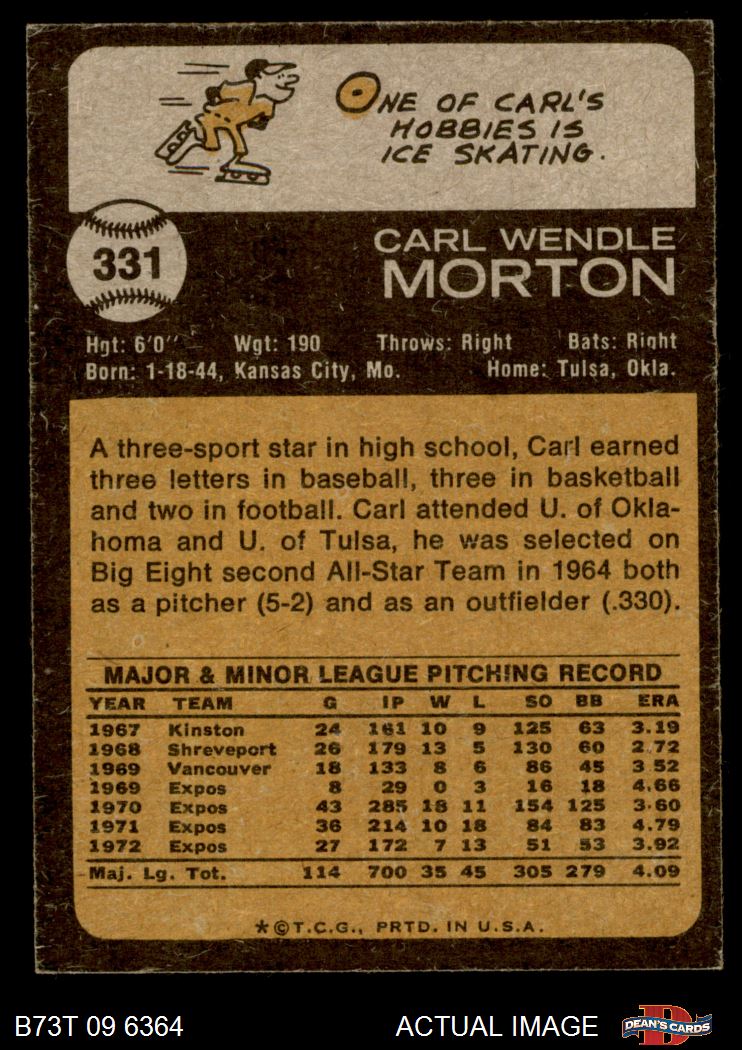 ONE OF CARL'S
HOBBIES IS
ICE SKATING.
331
CARL WENDLE
MORTON
Hgt: 6'0" Wgt: 190 Throws: Right Bats: Right
Born: 1-18-44, Kansas City, Mo. Home: Tulsa, Okla.
A three-sport star in high school, Carl earned
three letters in baseball, three in basketball
and two in football. Carl attended U. of Okla-
homa and U. of Tulsa, he was selected on
Big Eight second All-Star Team in 1964 both
as a pitcher (5-2) and as an outfielder (.330).
MAJOR & MINOR LEAGUE PITCHING RECORD
YEAR TEAM G IP W L SO BB ERA
1967 Kinston 24 161 10 9 125 63 3.19
1968 Shreveport 26 179 13 5 130 60 2.72
1969 Vancouver 18 133 8 6 86 45 3.52
1969 Expos 8 29 0 3 16 18 4.66
1970 Expos 43 285 18 11 154 125 3.60
1971 Expos 36 214 10 18 84 83 4.79
1972 Expos 27 172 7 13 51 53 3.92
Maj. Lg. Tot. 114 700 35 45 305 279 4.09
*©T.C.G., PRTD. IN U.S.A.
B73T 09 6364 ACTUAL IMAGE D DEAN'S CARDS